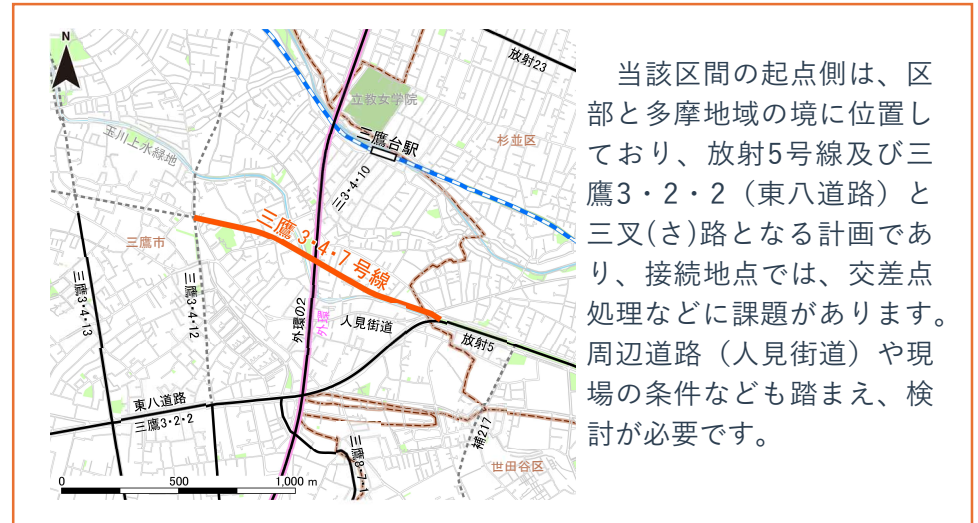 N
放射23
立教女学院
杉並区
三鷹台駅
玉川上水緑地
三3・4・10
三鷹3・4・7号線
三鷹市
三鷹3・4・13
三鷹3・4・12
外環の2
外環
人見街道
放射5
東八道路
三鷹3・2・2
補217
三鷹8・7・1
世田谷区
0 500 1,000 m
当該区間の起点側は、区
部と多摩地域の境に位置し
ており、放射5号線及び三
鷹3・2・2（東八道路）と
三叉(さ)路となる計画であ
り、接続地点では、交差点
処理などに課題があります。
周辺道路（人見街道）や現
場の条件なども踏まえ、検
討が必要です。